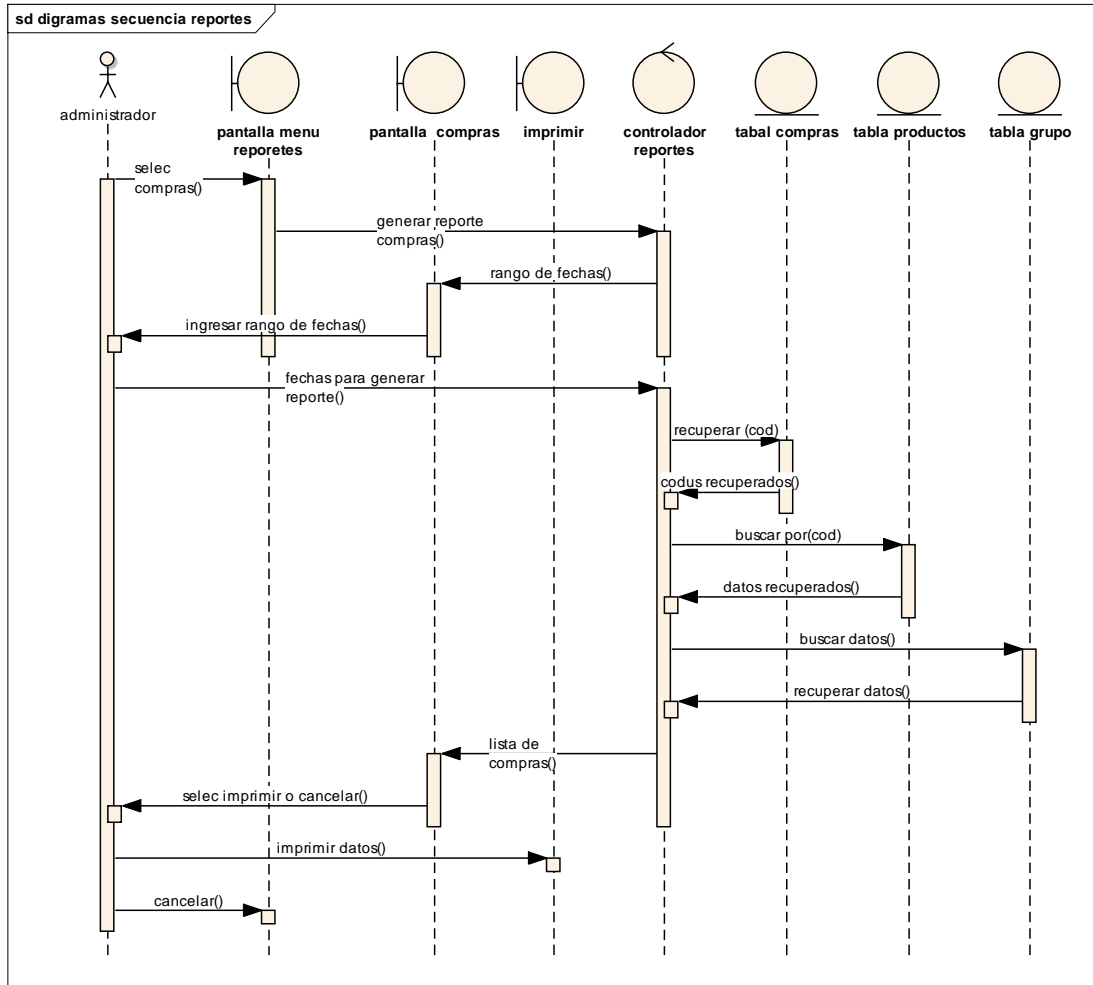 sd digramas secuencia reportes
administrador
pantalla menu
reporetes
pantalla compras
imprimir
controlador
reportes
tabal compras
tabla productos
tabla grupo
selec
compras()
generar reporte
compras()
rango de fechas()
ingresar rango de fechas()
fechas para generar
reporte()
recuperar (cod)
codus recuperados()
buscar por(cod)
datos recuperados()
buscar datos()
recuperar datos()
lista de
compras()
selec imprimir o cancelar()
imprimir datos()
cancelar()